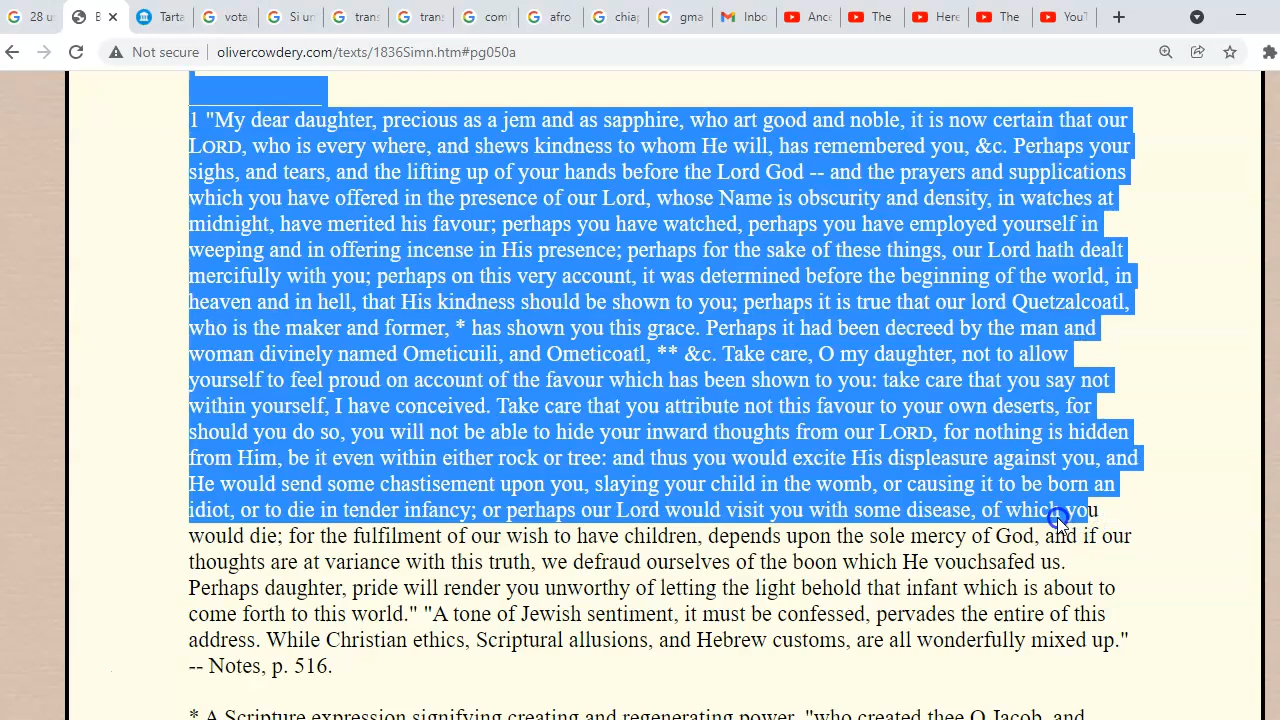 28 u
B
Tarta
vota
Si un
trans
trans
com
afro
chiap
gma
Inbo
Ance
The
Here
The
YouT
Not secure
olivercowdery.com/texts/1836Simn.htm#pg050a
1 "My dear daughter, precious as a jem and as sapphire, who art good and noble, it is now certain that our
LORD, who is every where, and shews kindness to whom He will, has remembered you, &c. Perhaps your
sighs, and tears, and the lifting up of your hands before the Lord God -- and the prayers and supplications
which you have offered in the presence of our Lord, whose Name is obscurity and density, in watches at
midnight, have merited his favour; perhaps you have watched, perhaps you have employed yourself in
weeping and in offering incense in His presence; perhaps for the sake of these things, our Lord hath dealt
mercifully with you; perhaps on this very account, it was determined before the beginning of the world, in
heaven and in hell, that His kindness should be shown to you; perhaps it is true that our lord Quetzalcoatl,
who is the maker and former, * has shown you this grace. Perhaps it had been decreed by the man and
woman divinely named Ometicuili, and Ometicoatl, ** &c. Take care, O my daughter, not to allow
yourself to feel proud on account of the favour which has been shown to you: take care that you say not
within yourself, I have conceived. Take care that you attribute not this favour to your own deserts, for
should you do so, you will not be able to hide your inward thoughts from our LORD, for nothing is hidden
from Him, be it even within either rock or tree: and thus you would excite His displeasure against you, and
He would send some chastisement upon you, slaying your child in the womb, or causing it to be born an
idiot, or to die in tender infancy; or perhaps our Lord would visit you with some disease, of which you
would die; for the fulfilment of our wish to have children, depends upon the sole mercy of God, and if our
thoughts are at variance with this truth, we defraud ourselves of the boon which He vouchsafed us.
Perhaps daughter, pride will render you unworthy of letting the light behold that infant which is about to
come forth to this world." "A tone of Jewish sentiment, it must be confessed, pervades the entire of this
address. While Christian ethics, Scriptural allusions, and Hebrew customs, are all wonderfully mixed up."
-- Notes, p. 516.
* A Scripture expression signifying creating and regenerating power, "who created thee O Jacob, and